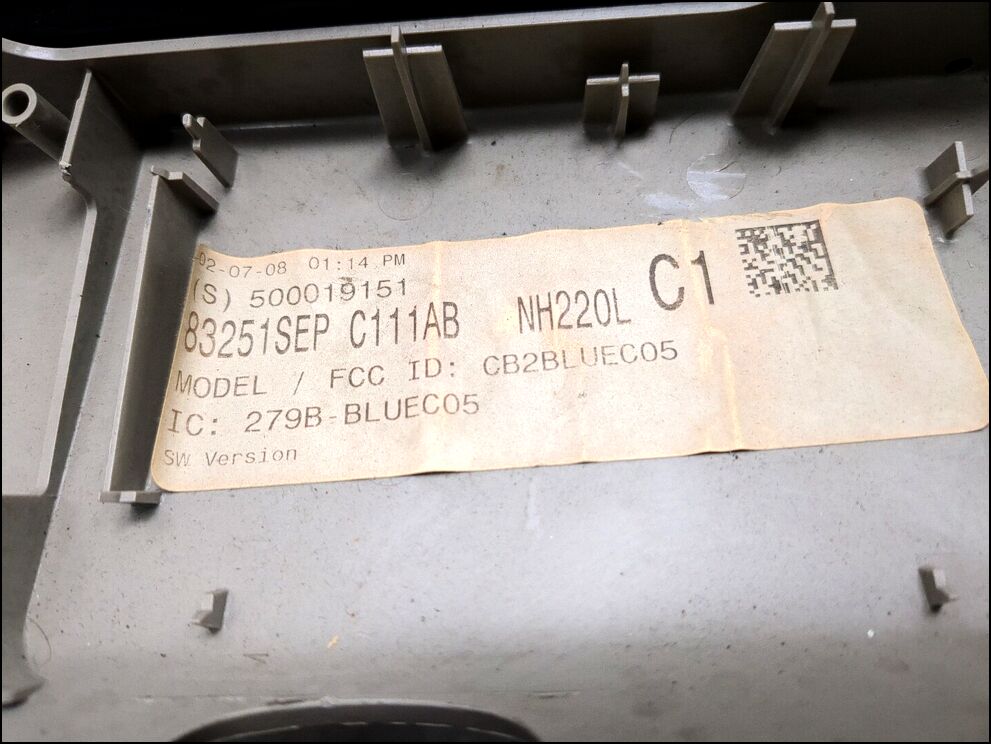 02-07-08 01:14 PM
(S) 500019151
83251SEP C111AB NH220L C1
MODEL / FCC ID: CB2BLUEC05
IC: 279B-BLUEC05
SW Version